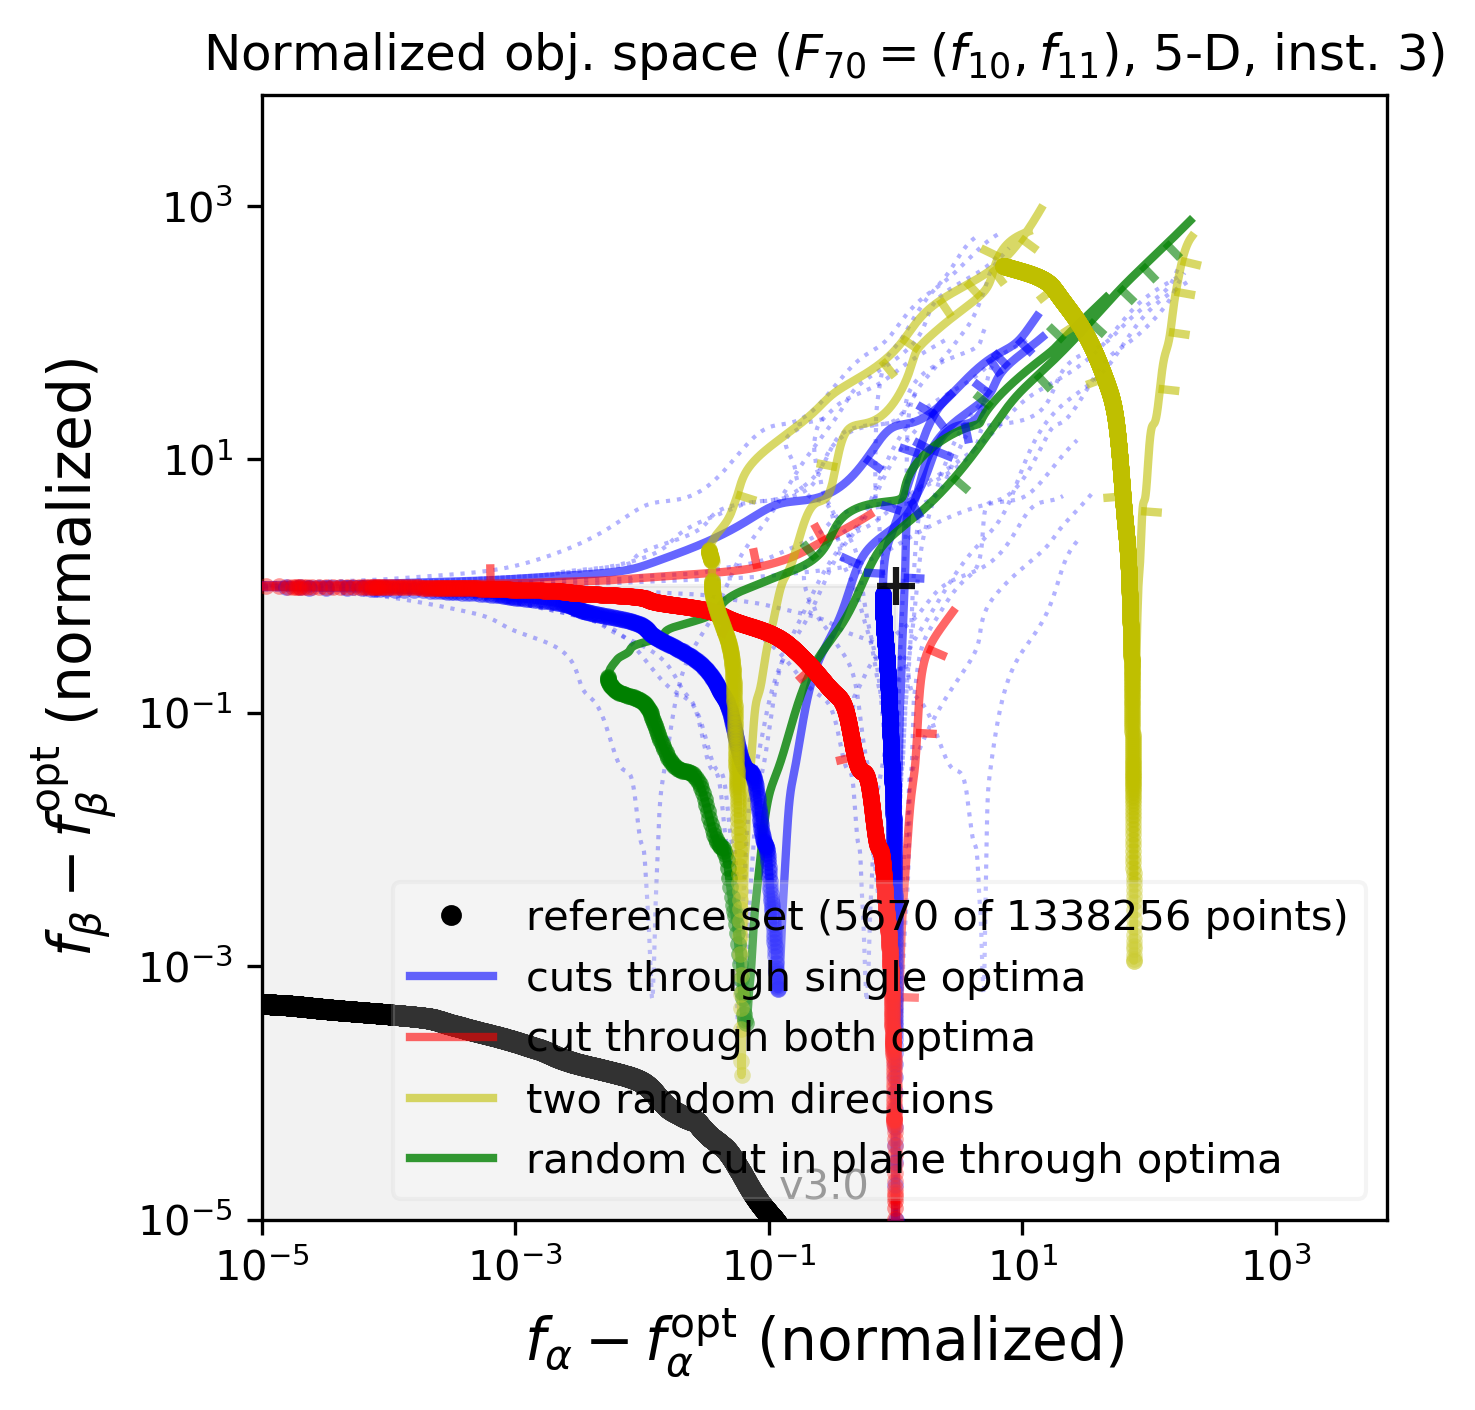 Normalized obj. space ($F_{70} = (f_{10}, f_{11})$, 5-D, inst. 3)
$f_\beta - f_\beta^{\mathrm{opt}}$ (normalized)
$10^3$
$10^1$
$10^{-1}$
$10^{-3}$
$10^{-5}$
reference set (5670 of 1338256 points)
cuts through single optima
cut through both optima
two random directions
random cut in plane through optima
v3.0
$10^{-5}$ $10^{-3}$ $10^{-1}$ $10^1$ $10^3$
$f_\alpha - f_\alpha^{\mathrm{opt}}$ (normalized)